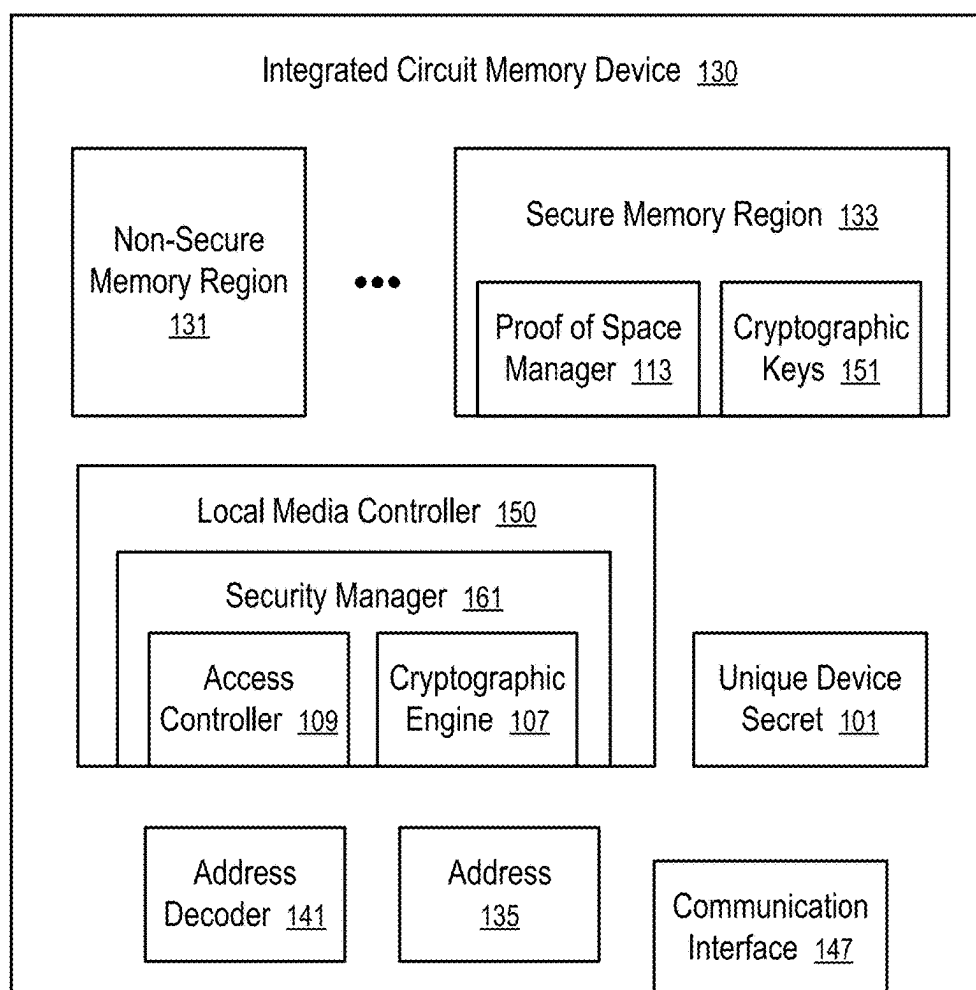 Integrated Circuit Memory Device 130
Non-Secure
Memory Region
131
Secure Memory Region 133
Proof of Space
Manager 113
Cryptographic
Keys 151
Local Media Controller 150
Security Manager 161
Access
Controller 109
Cryptographic
Engine 107
Unique Device
Secret 101
Address
Decoder 141
Address
135
Communication
Interface 147